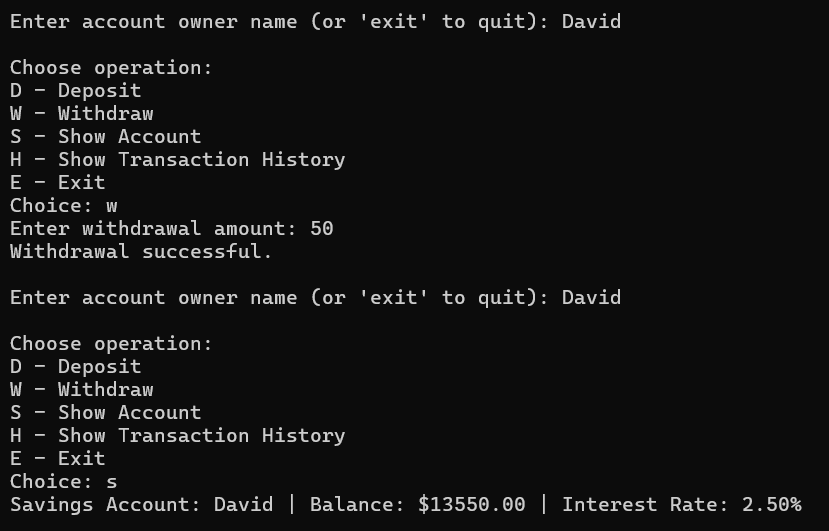 Enter account owner name (or 'exit' to quit): David
Choose operation:
D - Deposit
W - Withdraw
S - Show Account
H - Show Transaction History
E - Exit
Choice: w
Enter withdrawal amount: 50
Withdrawal successful.
Enter account owner name (or 'exit' to quit): David
Choose operation:
D - Deposit
W - Withdraw
S - Show Account
H - Show Transaction History
E - Exit
Choice: s
Savings Account: David | Balance: $13550.00 | Interest Rate: 2.50%